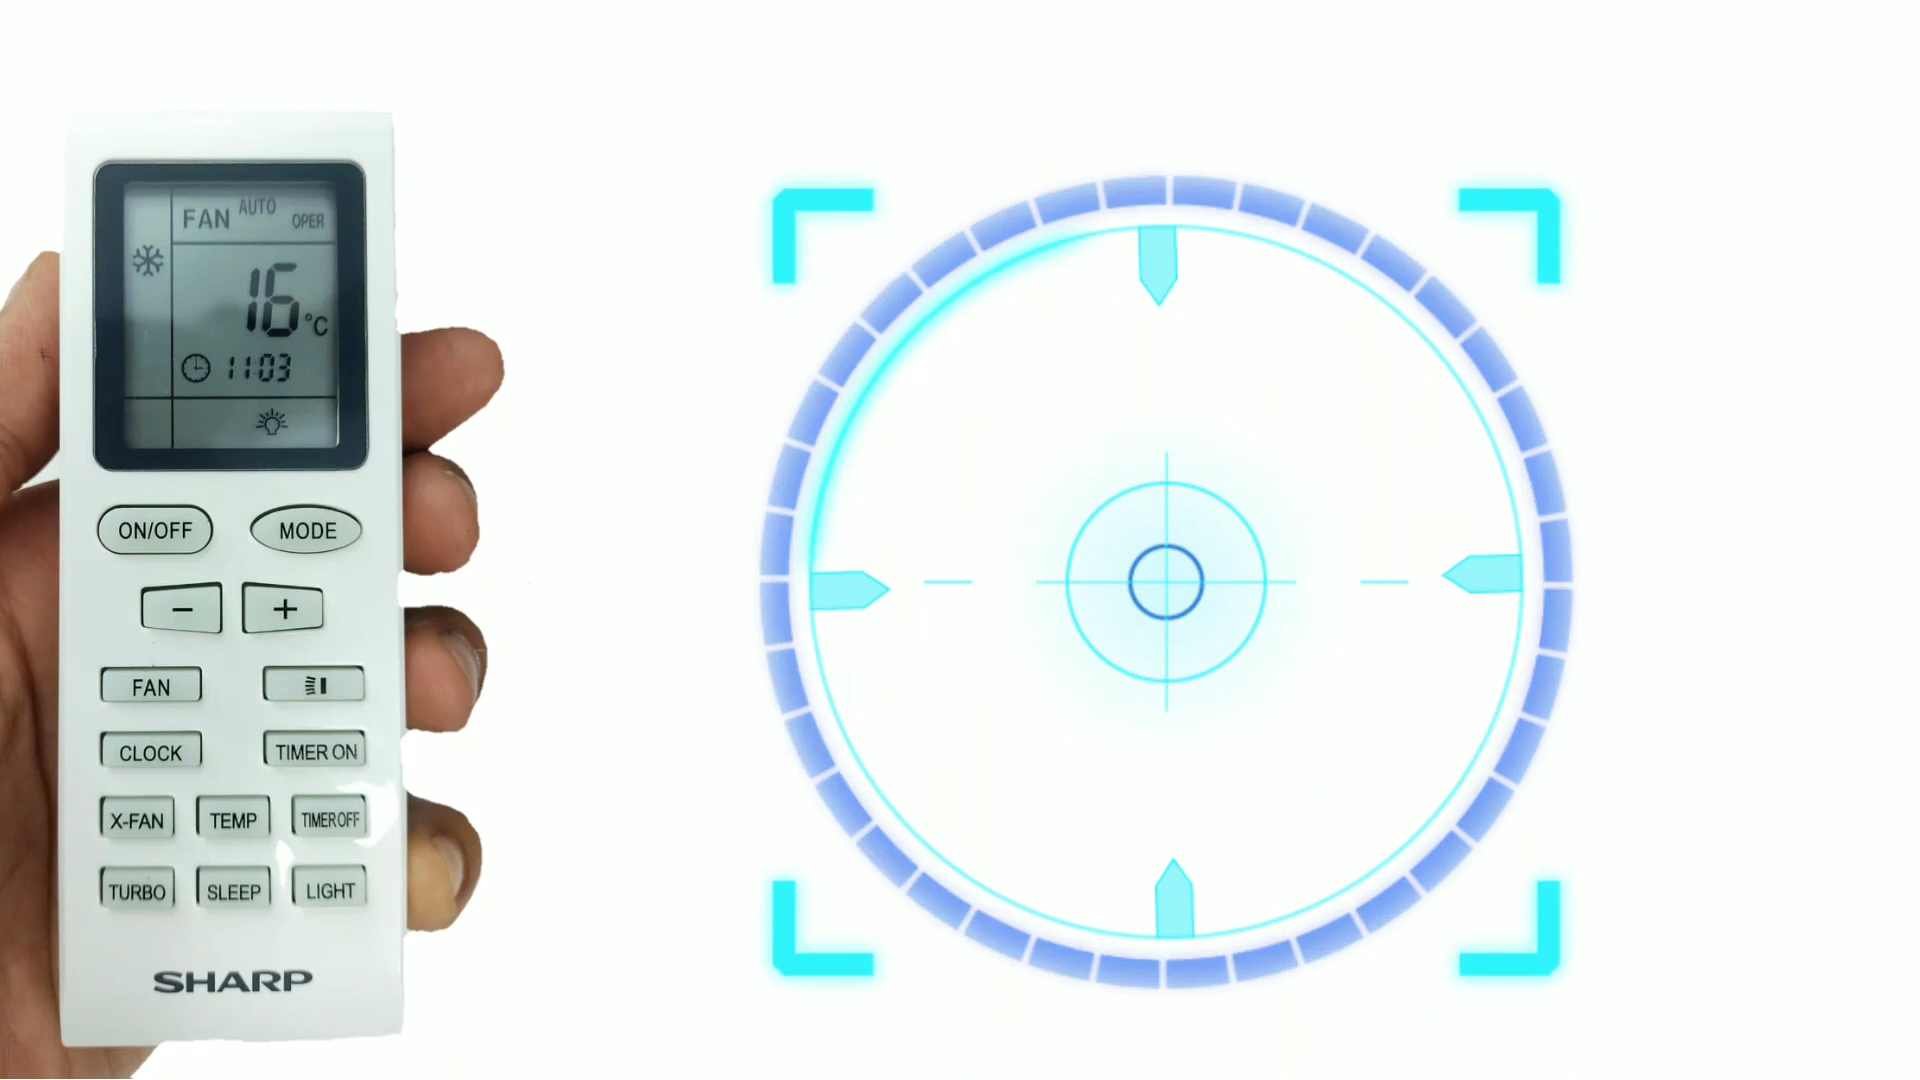 FAN AUTO OPER
16 °C
11:03
ON/OFF MODE
− +
FAN
CLOCK TIMER ON
X-FAN TEMP TIMER OFF
TURBO SLEEP LIGHT
SHARP